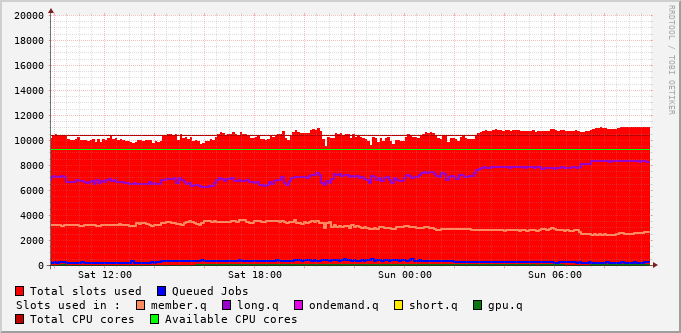 RRDTOOL / TOBI OETIKER
20000
18000
16000
14000
12000
10000
8000
6000
4000
2000
0
Sat 12:00 Sat 18:00 Sun 00:00 Sun 06:00
Total slots used Queued Jobs
Slots used in : member.q long.q ondemand.q short.q gpu.q
Total CPU cores Available CPU cores